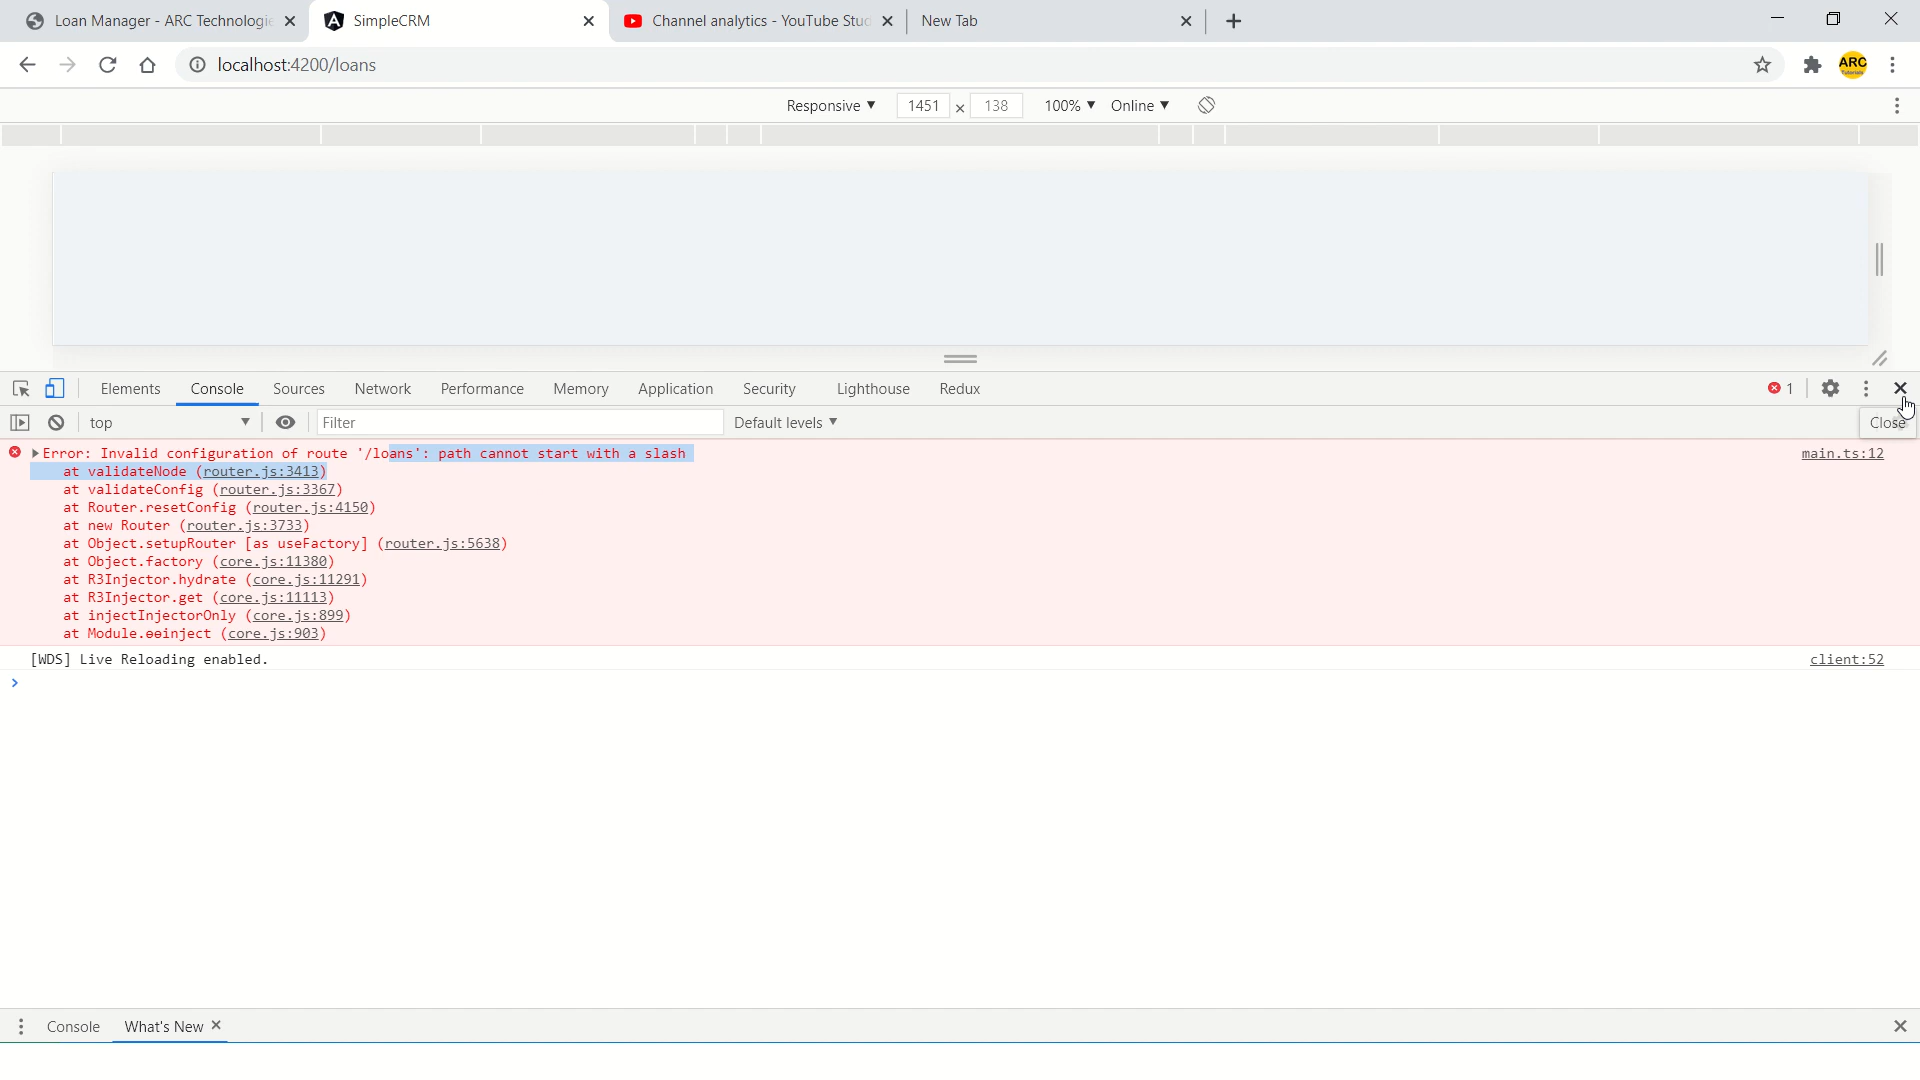 Loan Manager - ARC Technologie
SimpleCRM
Channel analytics - YouTube Stud
New Tab
localhost:4200/loans
ARC
Tutorials
Responsive ▼ 1451 × 138 100% ▼ Online ▼
Elements Console Sources Network Performance Memory Application Security Lighthouse Redux 1
top ▼ Filter Default levels ▼
Close
Error: Invalid configuration of route '/loans': path cannot start with a slash main.ts:12
at validateNode (router.js:3413)
at validateConfig (router.js:3367)
at Router.resetConfig (router.js:4150)
at new Router (router.js:3733)
at Object.setupRouter [as useFactory] (router.js:5638)
at Object.factory (core.js:11380)
at R3Injector.hydrate (core.js:11291)
at R3Injector.get (core.js:11113)
at injectInjectorOnly (core.js:899)
at Module.ɵɵinject (core.js:903)
[WDS] Live Reloading enabled. client:52
Console What's New